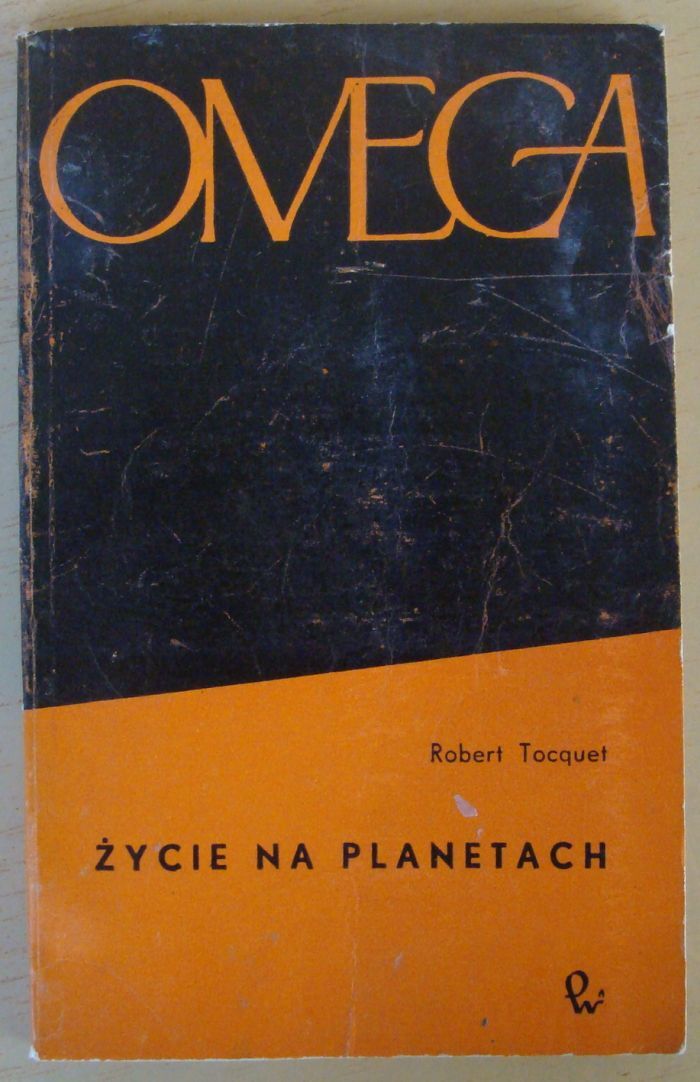 OMEGA
Robert Tocquet
ŻYCIE NA PLANETACH